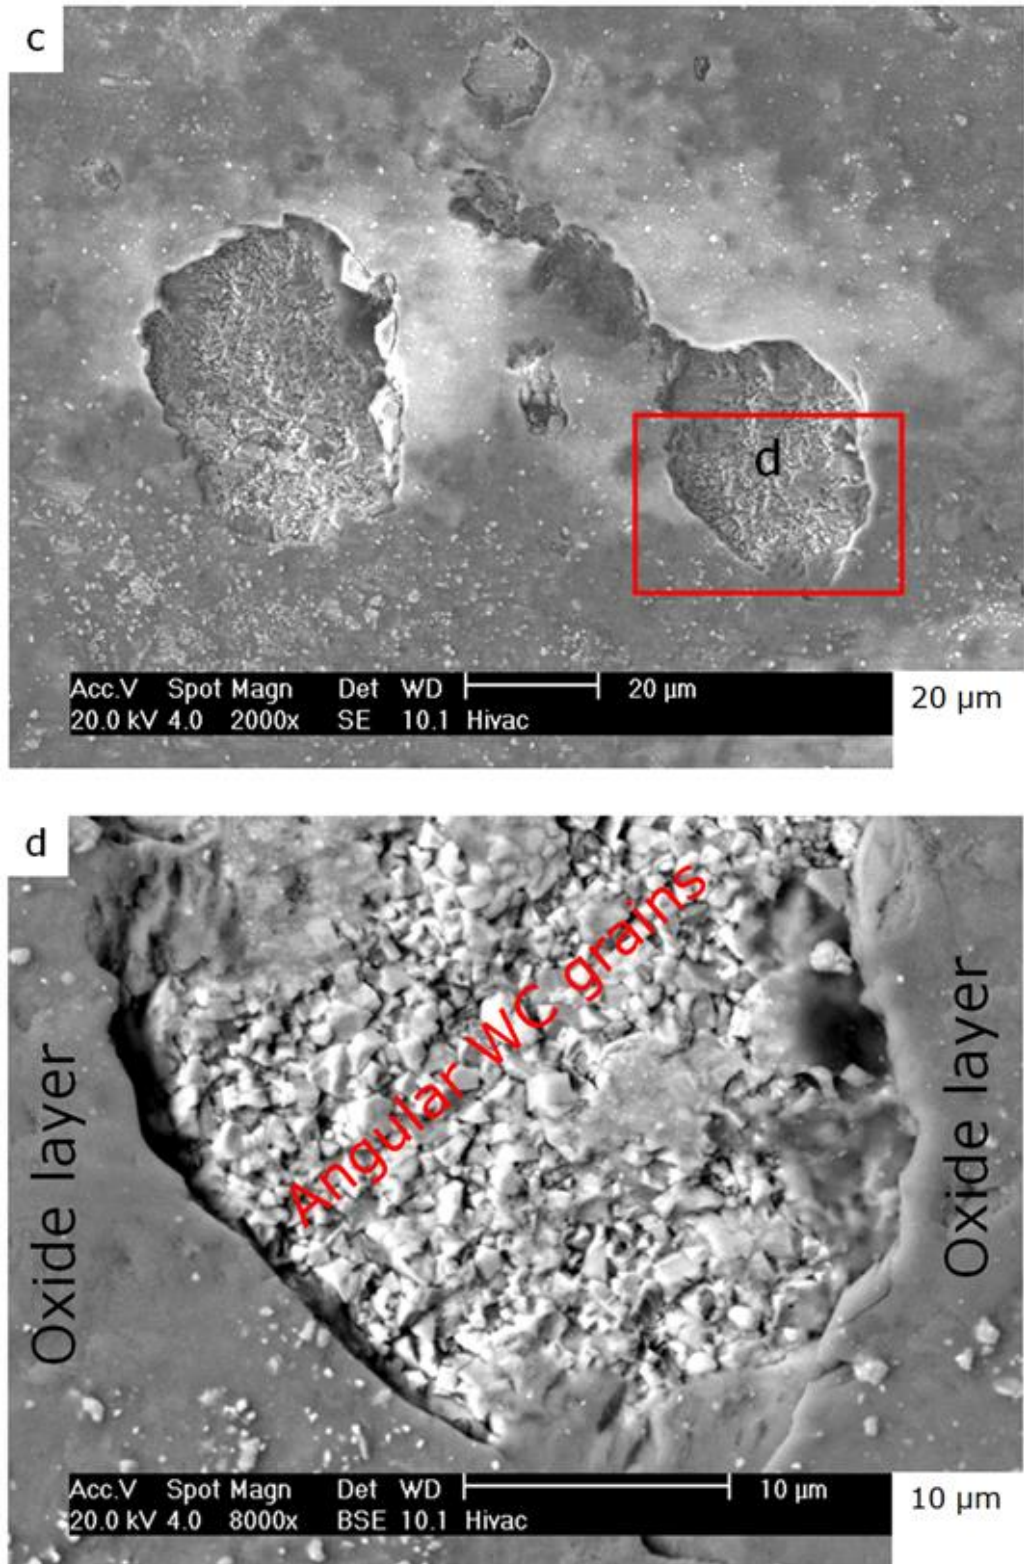 c
d
Acc.V Spot Magn Det WD 20 µm
20.0 kV 4.0 2000x SE 10.1 Hivac
20 µm
d
Angular WC grains
Oxide layer
Oxide layer
Acc.V Spot Magn Det WD 10 µm
20.0 kV 4.0 8000x BSE 10.1 Hivac
10 µm